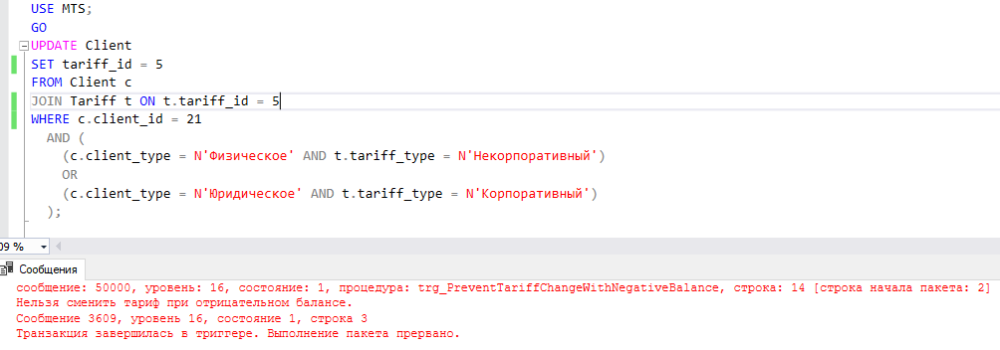 USE MTS;
GO
UPDATE Client
SET tariff_id = 5
FROM Client c
JOIN Tariff t ON t.tariff_id = 5
WHERE c.client_id = 21
AND (
(c.client_type = N'Физическое' AND t.tariff_type = N'Некорпоративный')
OR
(c.client_type = N'Юридическое' AND t.tariff_type = N'Корпоративный')
);
09 %
Сообщения
сообщение: 50000, уровень: 16, состояние: 1, процедура: trg_PreventTariffChangeWithNegativeBalance, строка: 14 [строка начала пакета: 2]
Нельзя сменить тариф при отрицательном балансе.
Сообщение 3609, уровень 16, состояние 1, строка 3
Транзакция завершилась в триггере. Выполнение пакета прервано.